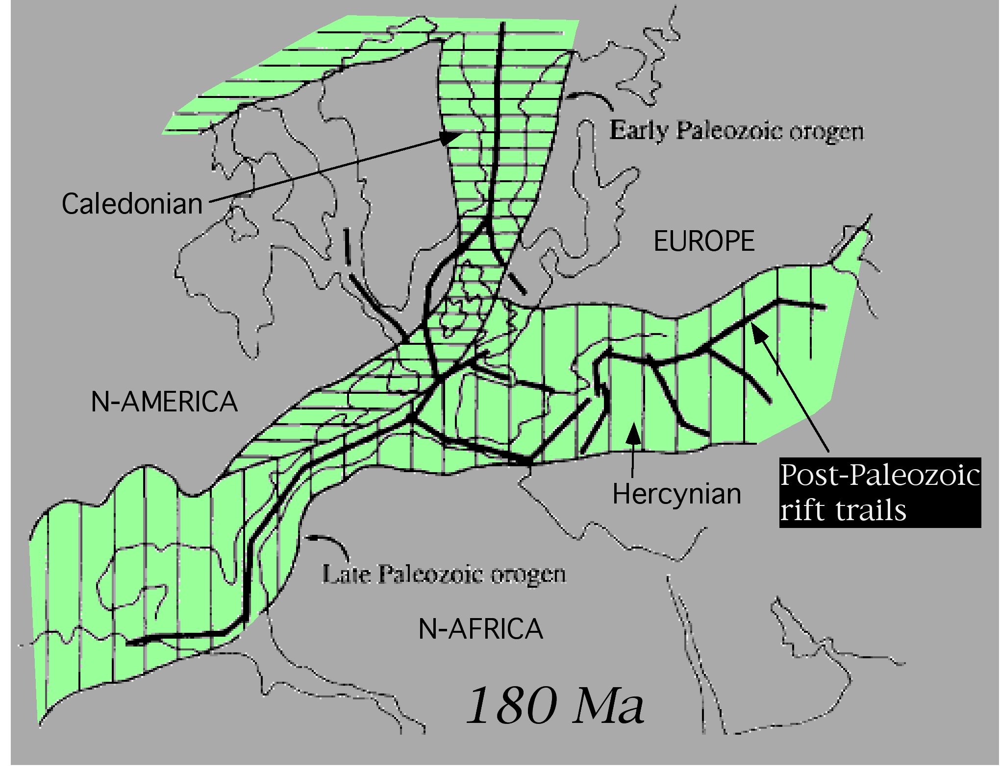 Early Paleozoic orogen
Caledonian
EUROPE
N-AMERICA
Post-Paleozoic
rift trails
Hercynian
Late Paleozoic orogen
N-AFRICA
180 Ma